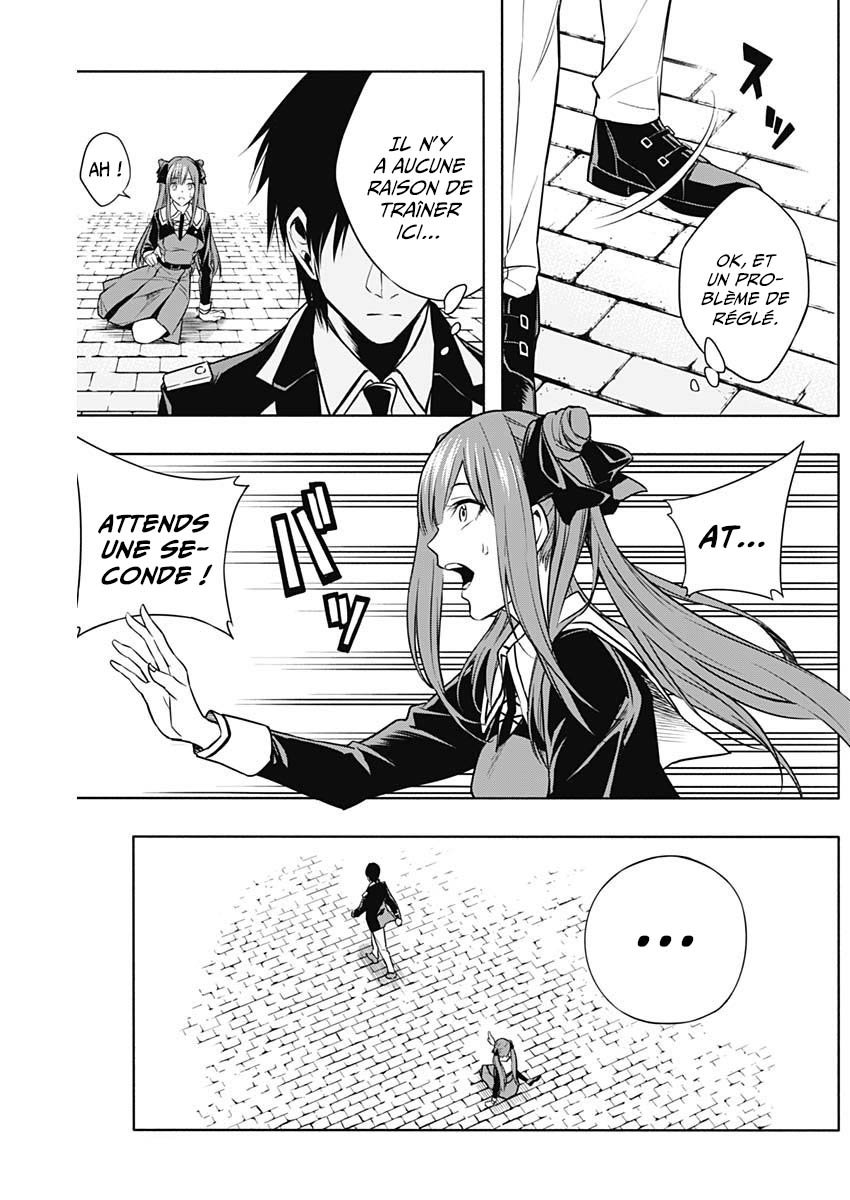 スッ
OK, ET
UN PRO-
BLÈME DE
RÉGLÉ.
IL N'Y
A AUCUNE
RAISON DE
TRAÎNER
ICI...
AH !
AT...
バッ
ATTENDS
UNE SE-
CONDE !
...